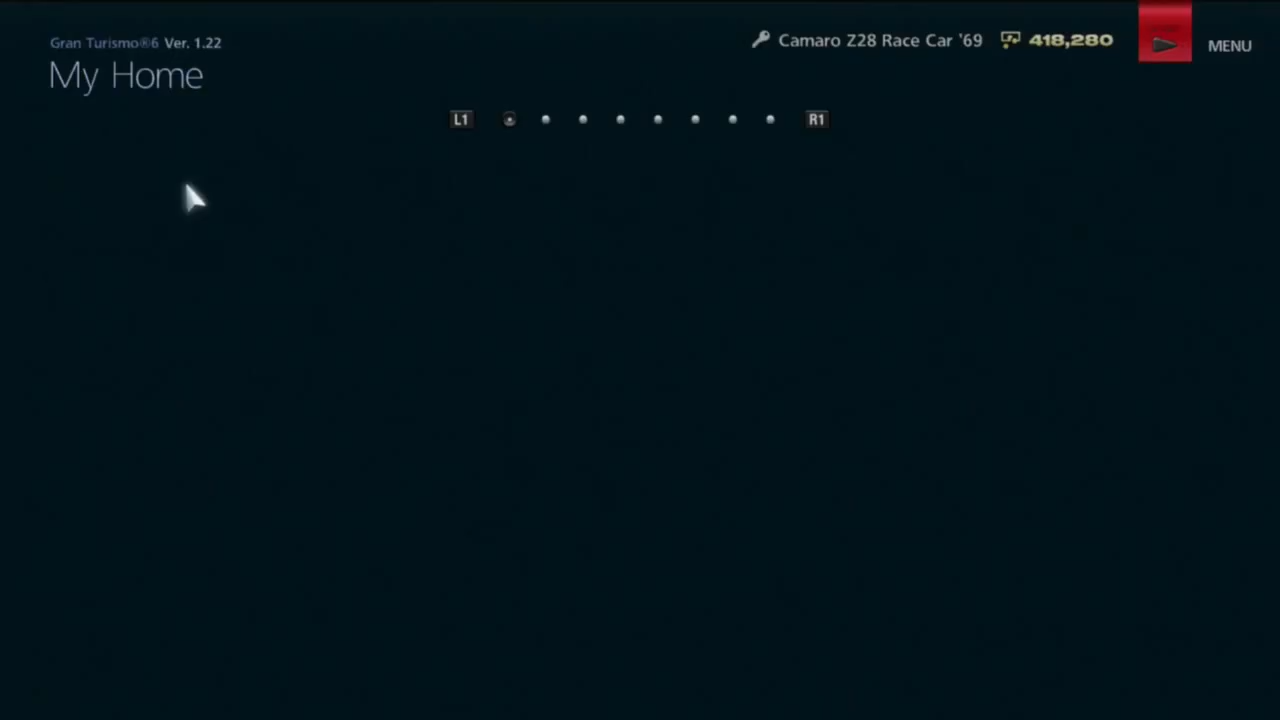 Gran Turismo®6 Ver. 1.22
My Home
Camaro Z28 Race Car '69 418,280
MENU
L1 R1